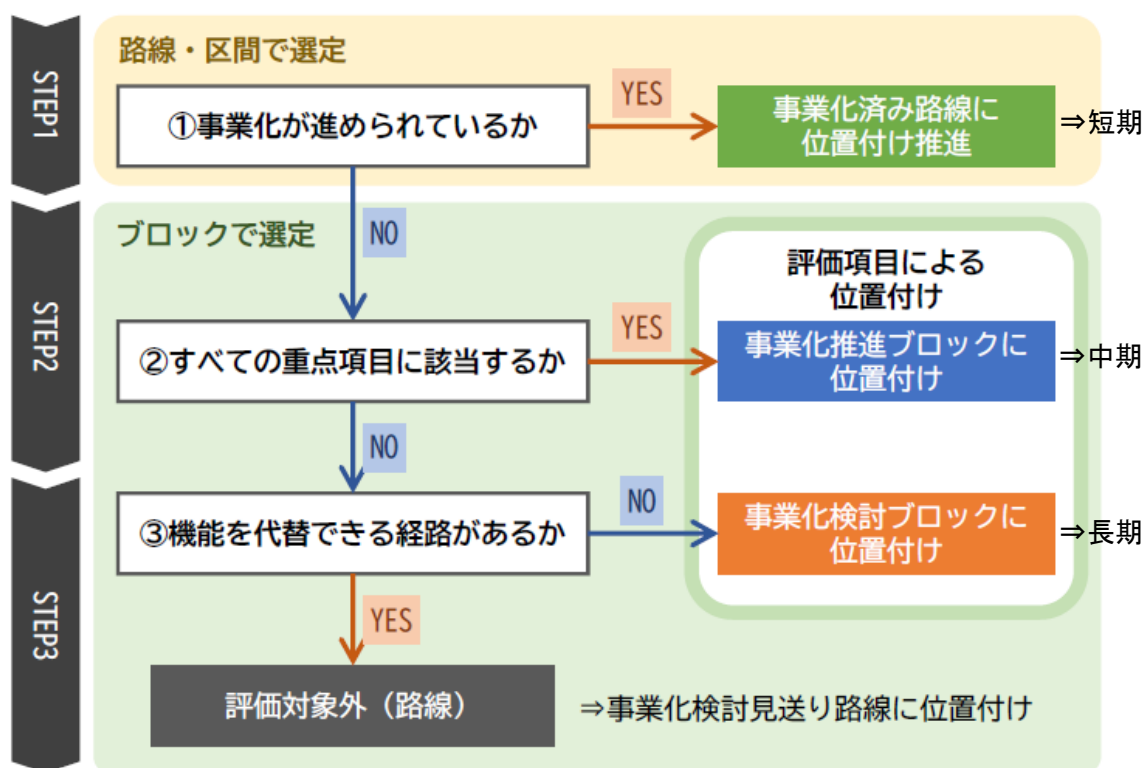 STEP1
路線・区間で選定
①事業化が進められているか
YES
事業化済み路線に
位置付け推進
⇒短期
NO
STEP2
ブロックで選定
評価項目による
位置付け
②すべての重点項目に該当するか
YES
事業化推進ブロックに
位置付け
⇒中期
NO
STEP3
③機能を代替できる経路があるか
NO
事業化検討ブロックに
位置付け
⇒長期
YES
評価対象外（路線）
⇒事業化検討見送り路線に位置付け